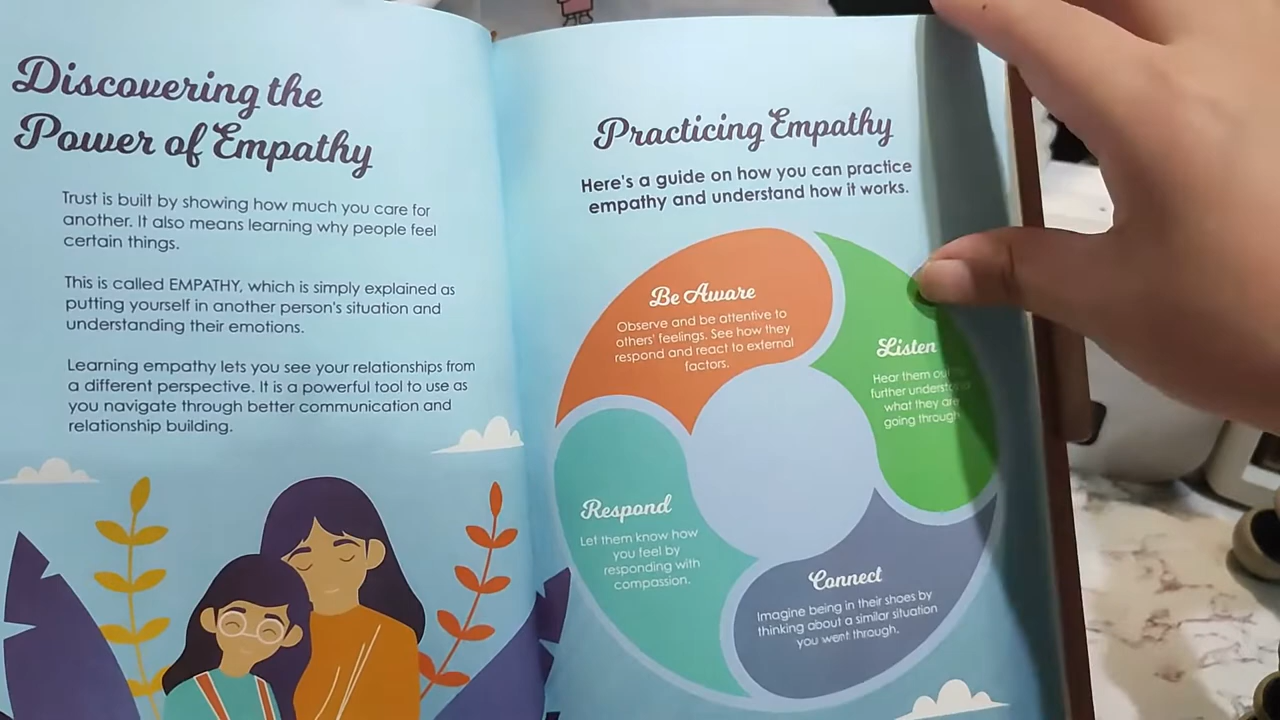 Discovering the
Power of Empathy
Trust is built by showing how much you care for
another. It also means learning why people feel
certain things.
This is called EMPATHY, which is simply explained as
putting yourself in another person's situation and
understanding their emotions.
Learning empathy lets you see your relationships from
a different perspective. It is a powerful tool to use as
you navigate through better communication and
relationship building.
Practicing Empathy
Here's a guide on how you can practice
empathy and understand how it works.
Be Aware
Observe and be attentive to
others' feelings. See how they
respond and react to external
factors.
Listen
Hear them out
further understand
what they are
going through.
Connect
Imagine being in their shoes by
thinking about a similar situation
you went through.
Respond
Let them know how
you feel by
responding with
compassion.